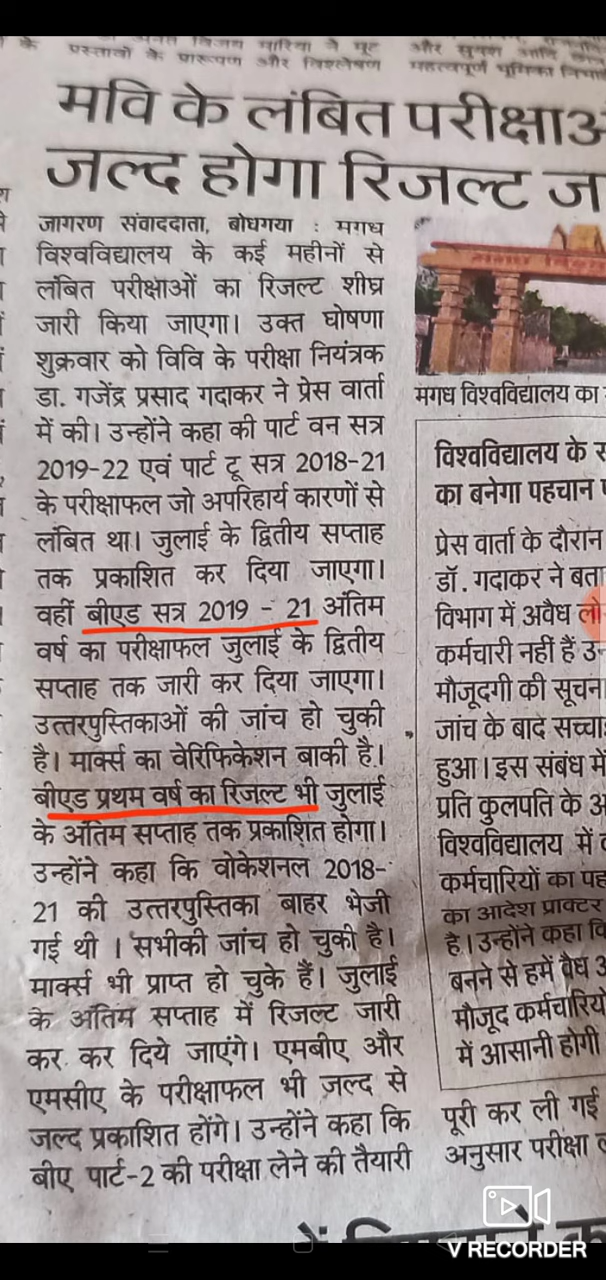 प्रस्तावों के प्रारूपण और विश्लेषण
महत्वपूर्ण भूमिका
मवि के लंबित परीक्षाओं
जल्द होगा रिजल्ट
जागरण संवाददाता, बोधगया : मगध
विश्वविद्यालय के कई महीनों से
लंबित परीक्षाओं का रिजल्ट शीघ्र
जारी किया जाएगा। उक्त घोषणा
शुक्रवार को विवि के परीक्षा नियंत्रक
डा. गजेंद्र प्रसाद गदाकर ने प्रेस वार्ता
में की। उन्होंने कहा की पार्ट वन सत्र
2019-22 एवं पार्ट टू सत्र 2018-21
के परीक्षाफल जो अपरिहार्य कारणों से
लंबित था। जुलाई के द्वितीय सप्ताह
तक प्रकाशित कर दिया जाएगा।
वहीं बीएड सत्र 2019 - 21 अंतिम
वर्ष का परीक्षाफल जुलाई के द्वितीय
सप्ताह तक जारी कर दिया जाएगा।
उत्तरपुस्तिकाओं की जांच हो चुकी
है। मार्क्स का वेरिफिकेशन बाकी है।
बीएड प्रथम वर्ष का रिजल्ट भी जुलाई
के अंतिम सप्ताह तक प्रकाशित होगा।
उन्होंने कहा कि वोकेशनल 2018-
21 की उत्तरपुस्तिका बाहर भेजी
गई थी । सभीकी जांच हो चुकी है।
मार्क्स भी प्राप्त हो चुके हैं। जुलाई
के अंतिम सप्ताह में रिजल्ट जारी
कर कर दिये जाएंगे। एमबीए और
एमसीए के परीक्षाफल भी जल्द से
जल्द प्रकाशित होंगे। उन्होंने कहा कि
बीए पार्ट-2 की परीक्षा लेने की तैयारी
मगध विश्वविद्यालय का
विश्वविद्यालय के
का बनेगा पहचान
प्रेस वार्ता के दौरान
डॉ. गदाकर ने
विभाग में अवैध
कर्मचारी नहीं हैं
मौजूदगी की सूचना
जांच के बाद
हुआ। इस संबंध में
प्रति कुलपति के
विश्वविद्यालय में
कर्मचारियों का
का आदेश प्राक्टर
है। उन्होंने कहा
बनने से हमें वैध
मौजूद
में आसानी होगी
पूरी कर ली गई
अनुसार परीक्षा
V RECORDER